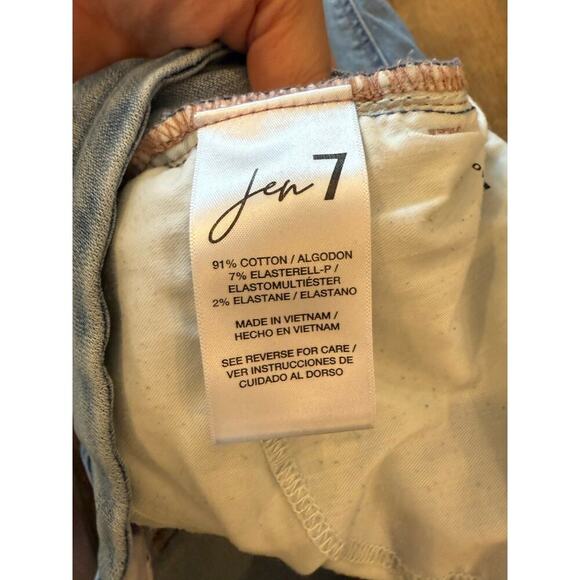 jen7
91% COTTON / ALGODON
7% ELASTERELL-P /
ELASTOMULTIÉSTER
2% ELASTANE / ELASTANO
MADE IN VIETNAM /
HECHO EN VIETNAM
SEE REVERSE FOR CARE /
VER INSTRUCCIONES DE
CUIDADO AL DORSO